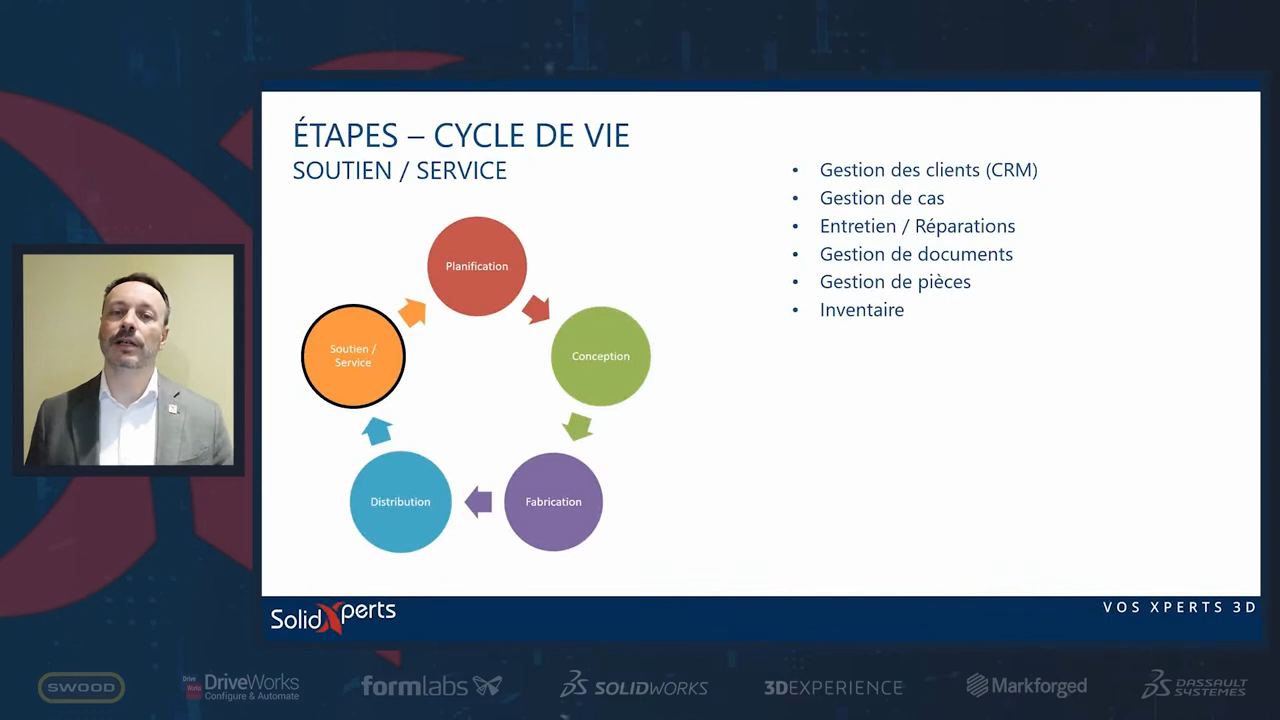 ÉTAPES – CYCLE DE VIE
SOUTIEN / SERVICE
• Gestion des clients (CRM)
• Gestion de cas
• Entretien / Réparations
• Gestion de documents
• Gestion de pièces
• Inventaire
Planification
Conception
Fabrication
Distribution
Soutien /
Service
SolidXperts
VOS XPERTS 3D
SWOOD
Drive
Works
DriveWorks
Configure & Automate
formlabs
SOLIDWORKS
3DEXPERIENCE
Markforged
DASSAULT
SYSTEMES